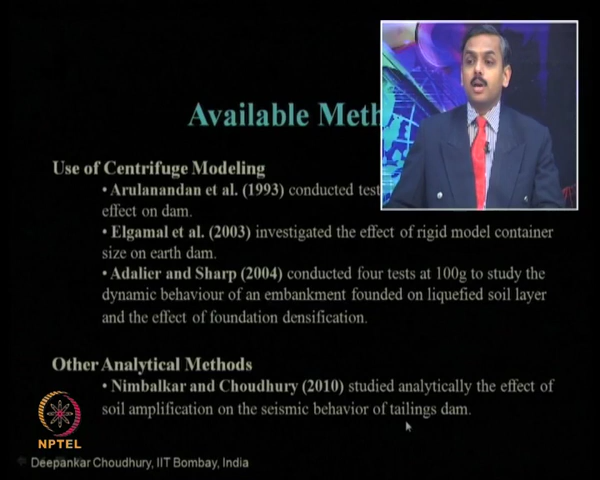 Available Meth
Use of Centrifuge Modeling
• Arulanandan et al. (1993) conducted test
effect on dam.
• Elgamal et al. (2003) investigated the effect of rigid model container
size on earth dam.
• Adalier and Sharp (2004) conducted four tests at 100g to study the
dynamic behaviour of an embankment founded on liquefied soil layer
and the effect of foundation densification.
Other Analytical Methods
• Nimbalkar and Choudhury (2010) studied analytically the effect of
soil amplification on the seismic behavior of tailings dam.
NPTEL
Deepankar Choudhury, IIT Bombay, India